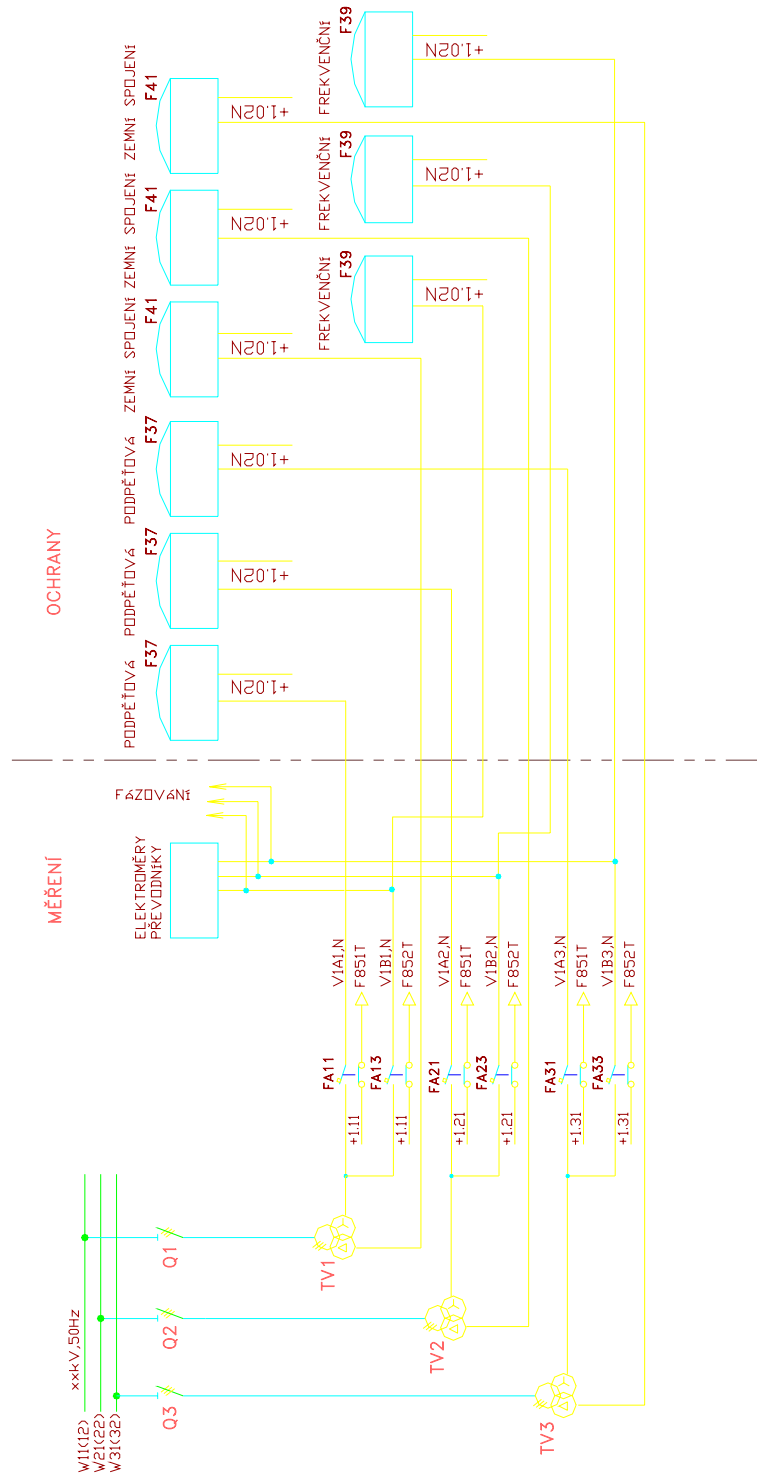 OCHRANY
MĚŘENÍ
ZEMNÍ SPOJENÍ
F41
+1.02N
ZEMNÍ SPOJENÍ
F41
+1.02N
ZEMNÍ SPOJENÍ
F41
+1.02N
PODPĚŤOVÁ
F37
+1.02N
PODPĚŤOVÁ
F37
+1.02N
PODPĚŤOVÁ
F37
+1.02N
FREKVENČNÍ
F39
+1.02N
FREKVENČNÍ
F39
+1.02N
FREKVENČNÍ
F39
+1.02N
FÁZOVÁNÍ
ELEKTROMĚRY
PŘEVODNÍKY
V1A1,N
F851T
V1B1,N
F852T
V1A2,N
F851T
V1B2,N
F852T
V1A3,N
F851T
V1B3,N
F852T
FA11
FA13
FA21
FA23
FA31
FA33
+1.11
+1.11
+1.21
+1.21
+1.31
+1.31
xxkV,50Hz
W11(12)
W21(22)
W31(32)
Q1
Q2
Q3
TV1
TV2
TV3